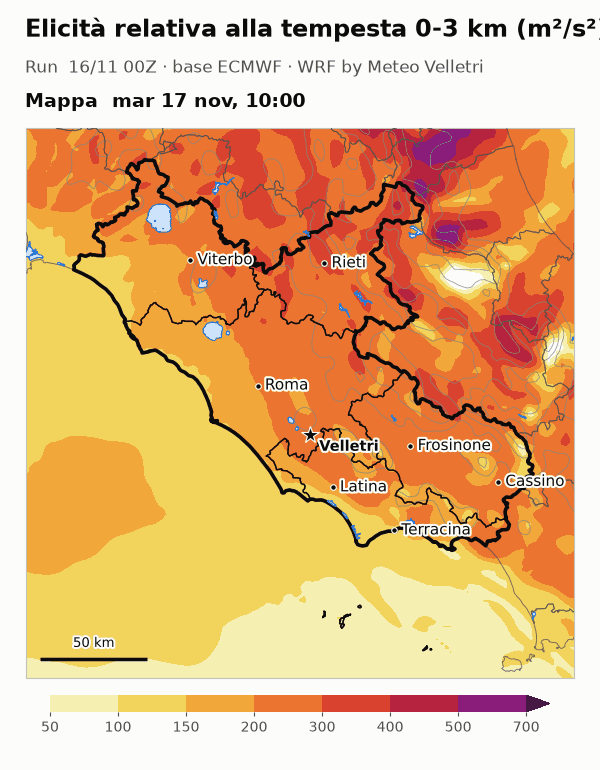 Elicità relativa alla tempesta 0-3 km (m²/s²)
Run 16/11 00Z · base ECMWF · WRF by Meteo Velletri
Mappa mar 17 nov, 10:00
Viterbo
Rieti
Roma
Velletri
Frosinone
Cassino
Latina
Terracina
50 km
50 100 150 200 300 400 500 700